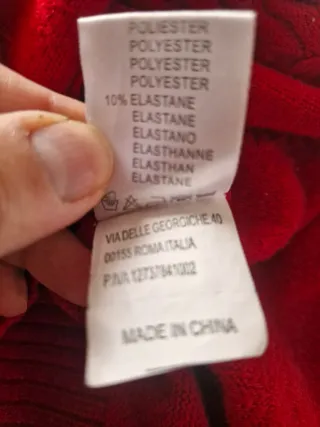 POLIESTER
POLYESTER
POLYESTER
POLYESTER
10% ELASTANE
ELASTANE
ELASTANO
ELASTHANNE
ELASTHAN
ELASTANE
VIA DELLE GEORGICHE,40
00155 ROMA ITALIA
P.IVA 12737841002
MADE IN CHINA